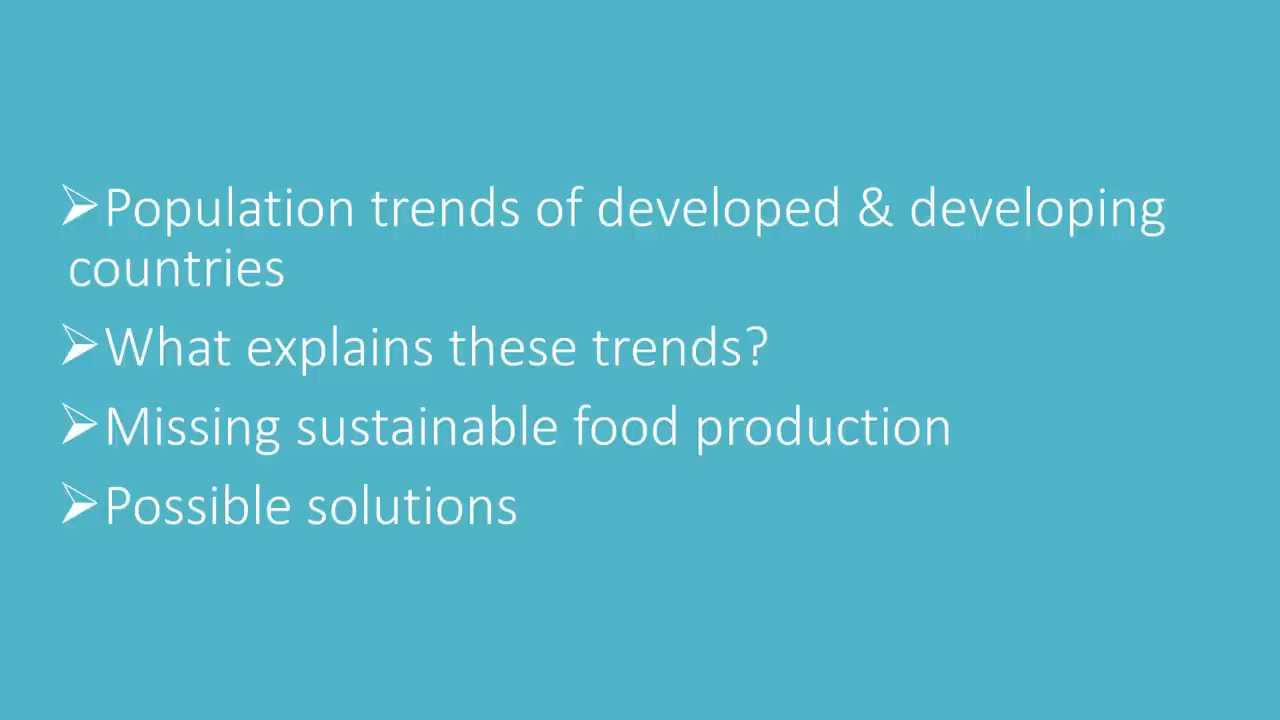 ➢Population trends of developed & developing
countries
➢What explains these trends?
➢Missing sustainable food production
➢Possible solutions